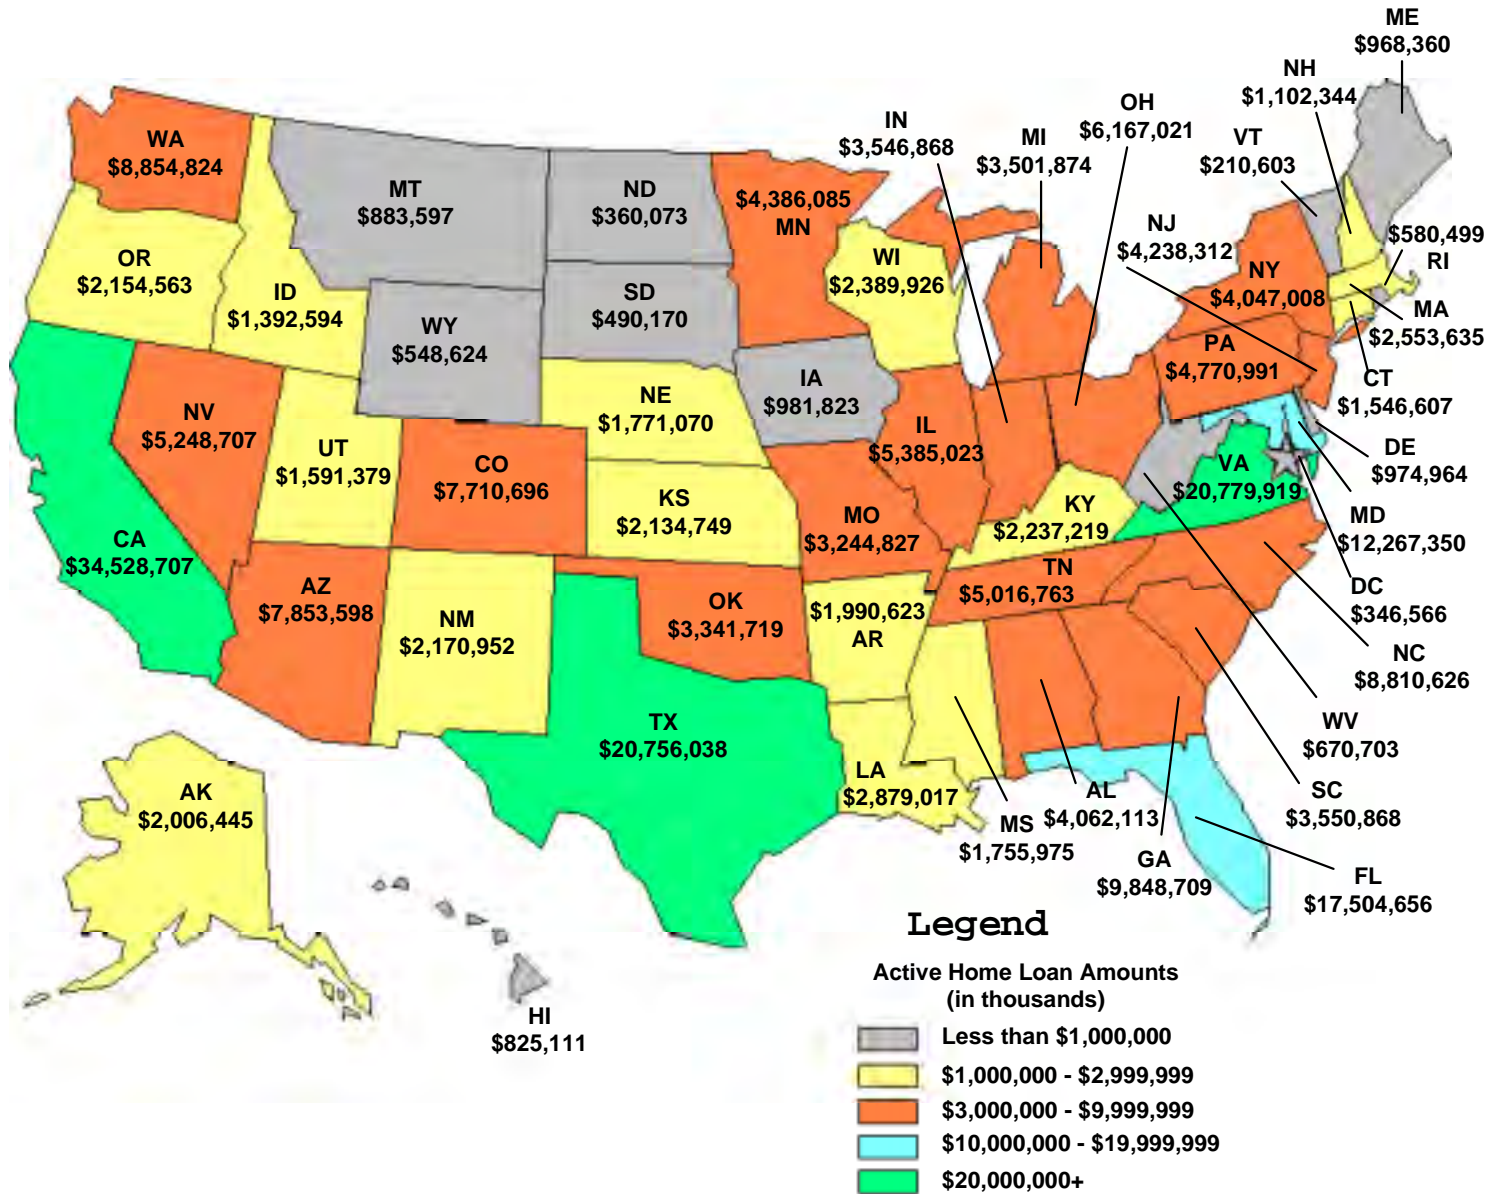 ME
$968,360
NH
$1,102,344
OH
$6,167,021
IN
$3,546,868
MI
$3,501,874
VT
$210,603
WA
$8,854,824
MT
$883,597
ND
$360,073
$4,386,085
MN
NJ
$4,238,312
$580,499
RI
OR
$2,154,563
ID
$1,392,594
WI
$2,389,926
NY
$4,047,008
SD
$490,170
WY
$548,624
MA
$2,553,635
PA
$4,770,991
IA
$981,823
NE
$1,771,070
CT
$1,546,607
NV
$5,248,707
UT
$1,591,379
CO
$7,710,696
IL
$5,385,023
DE
$974,964
VA
$20,779,919
KS
$2,134,749
KY
$2,237,219
MO
$3,244,827
MD
$12,267,350
CA
$34,528,707
AZ
$7,853,598
TN
$5,016,763
DC
$346,566
NM
$2,170,952
OK
$3,341,719
$1,990,623
AR
NC
$8,810,626
TX
$20,756,038
WV
$670,703
LA
$2,879,017
AK
$2,006,445
AL
$4,062,113
SC
$3,550,868
MS
$1,755,975
GA
$9,848,709
FL
$17,504,656
HI
$825,111
Legend
Active Home Loan Amounts
(in thousands)
Less than $1,000,000
$1,000,000 - $2,999,999
$3,000,000 - $9,999,999
$10,000,000 - $19,999,999
$20,000,000+